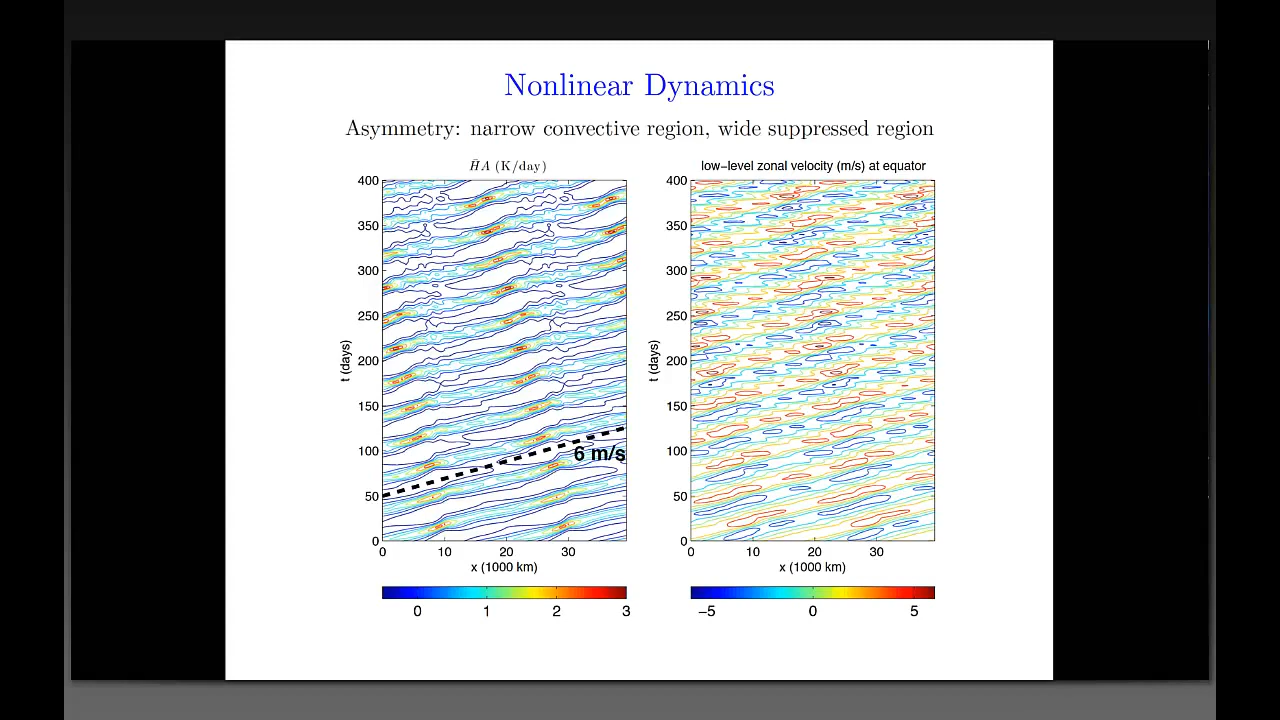 Nonlinear Dynamics
Asymmetry: narrow convective region, wide suppressed region
H̄A (K/day)
400
350
300
250
200
150
100
50
0
t (days)
6 m/s
0 10 20 30
x (1000 km)
0 1 2 3
low−level zonal velocity (m/s) at equator
400
350
300
250
200
150
100
50
0
t (days)
0 10 20 30
x (1000 km)
−5 0 5